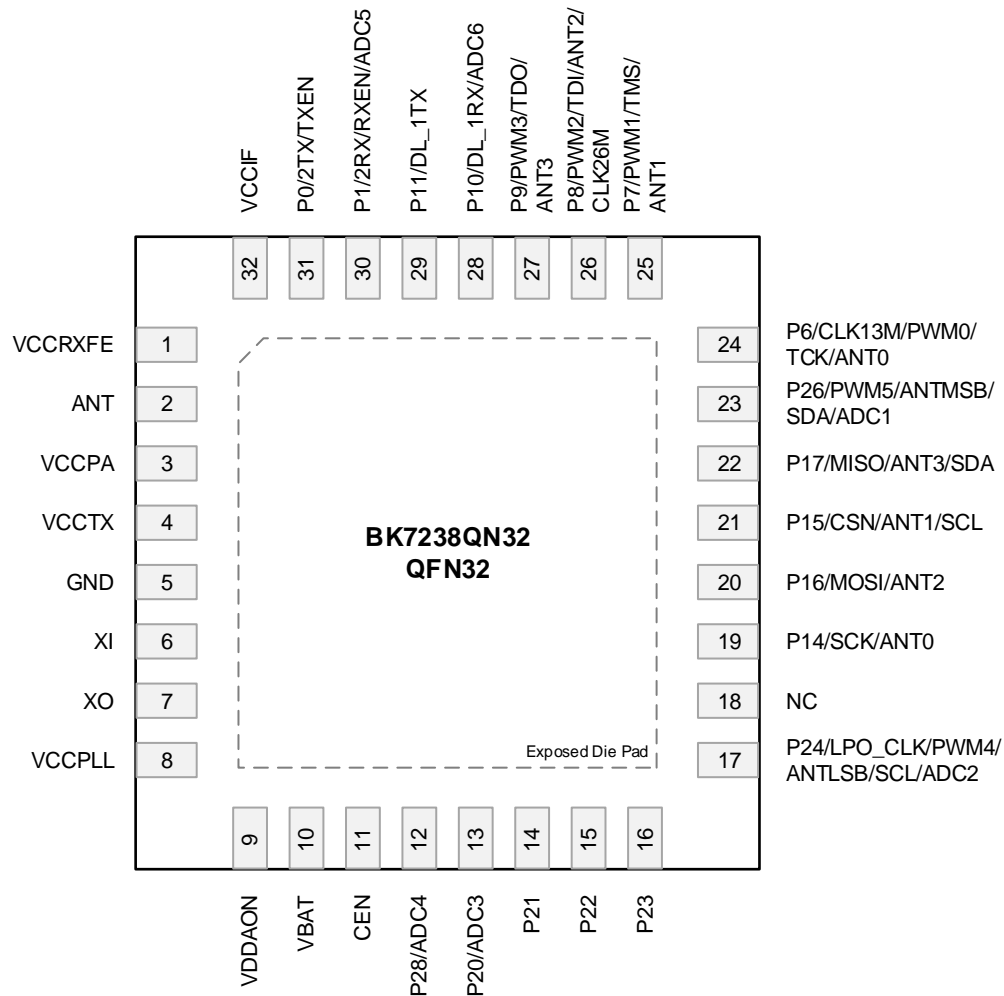 VCCIF
P0/2TX/TXEN
P1/2RX/RXEN/ADC5
P11/DL_1TX
P10/DL_1RX/ADC6
P9/PWM3/TDO/
ANT3
P8/PWM2/TDI/ANT2/
CLK26M
P7/PWM1/TMS/
ANT1
32
31
30
29
28
27
26
25
VCCRXFE
1
ANT
2
VCCPA
3
VCCTX
4
GND
5
XI
6
XO
7
VCCPLL
8
BK7238QN32
QFN32
Exposed Die Pad
24
P6/CLK13M/PWM0/
TCK/ANT0
23
P26/PWM5/ANTMSB/
SDA/ADC1
22
P17/MISO/ANT3/SDA
21
P15/CSN/ANT1/SCL
20
P16/MOSI/ANT2
19
P14/SCK/ANT0
18
NC
17
P24/LPO_CLK/PWM4/
ANTLSB/SCL/ADC2
9
10
11
12
13
14
15
16
VDDAON
VBAT
CEN
P28/ADC4
P20/ADC3
P21
P22
P23